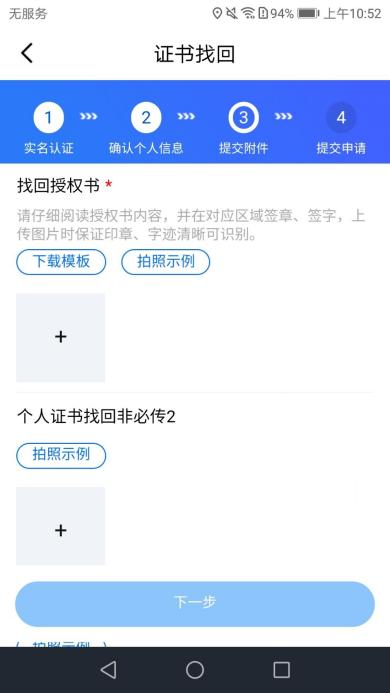 无服务
94%
上午10:52
证书找回
1
2
3
4
实名认证
确认个人信息
提交附件
提交申请
找回授权书 *
请仔细阅读授权书内容，并在对应区域签章、签字，上
传图片时保证印章、字迹清晰可识别。
下载模板
拍照示例
+
个人证书找回非必传2
拍照示例
+
下一步
拍照示例